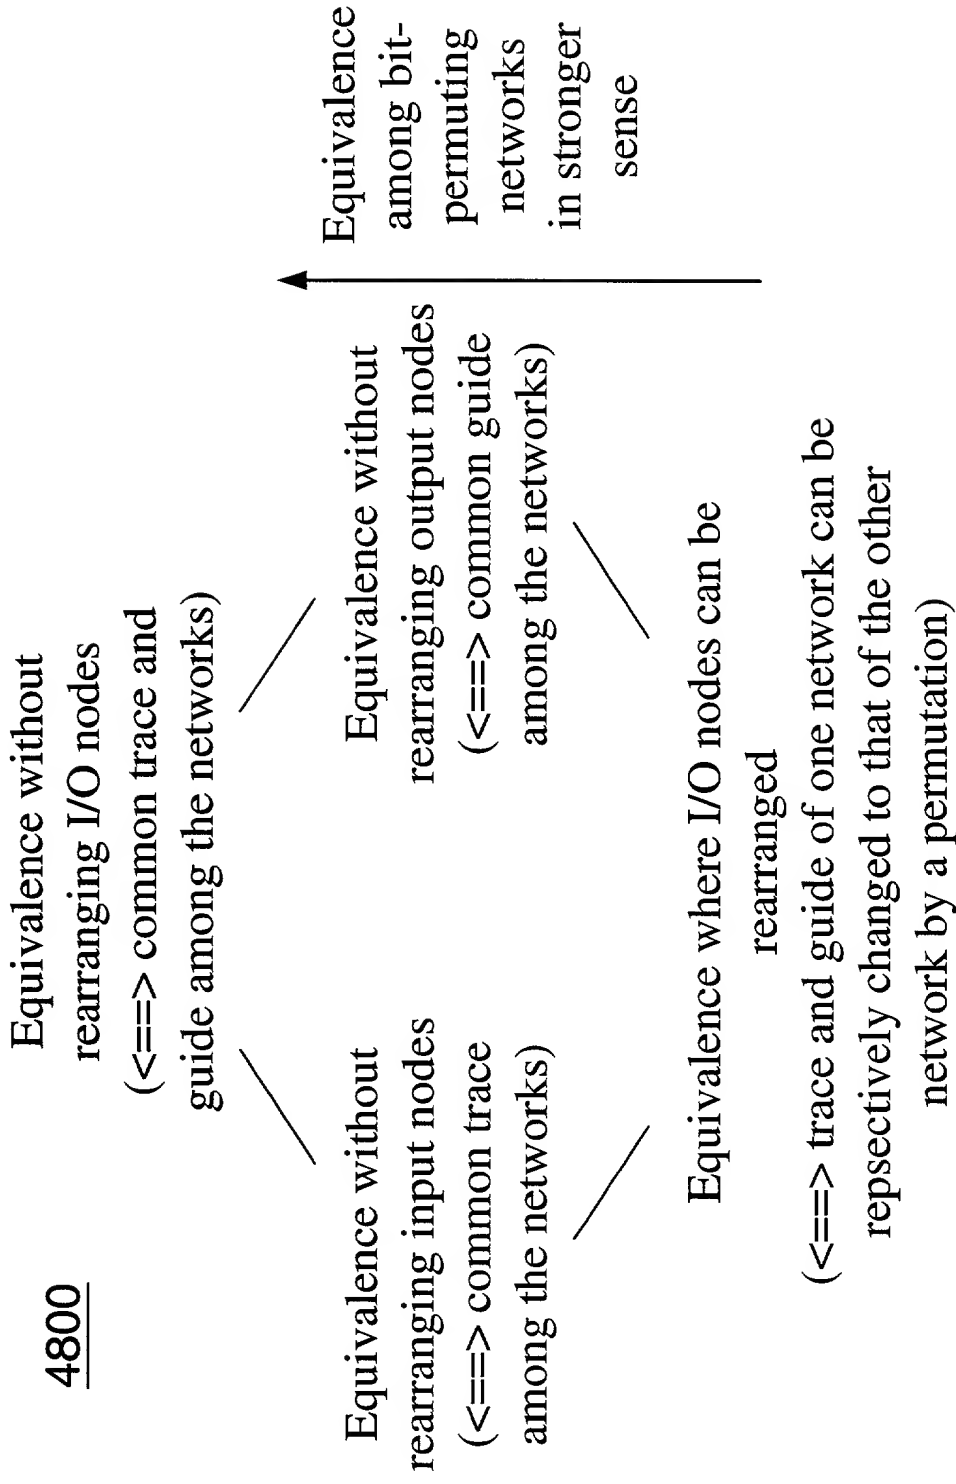 4800
Equivalence without
rearranging I/O nodes
(<==> common trace and
guide among the networks)
Equivalence without
rearranging input nodes
(<==> common trace
among the networks)
Equivalence without
rearranging output nodes
(<==> common guide
among the networks)
Equivalence
among bit-
permuting
networks
in stronger
sense
Equivalence where I/O nodes can be
rearranged
(<==> trace and guide of one network can be
repsectively changed to that of the other
network by a permutation)